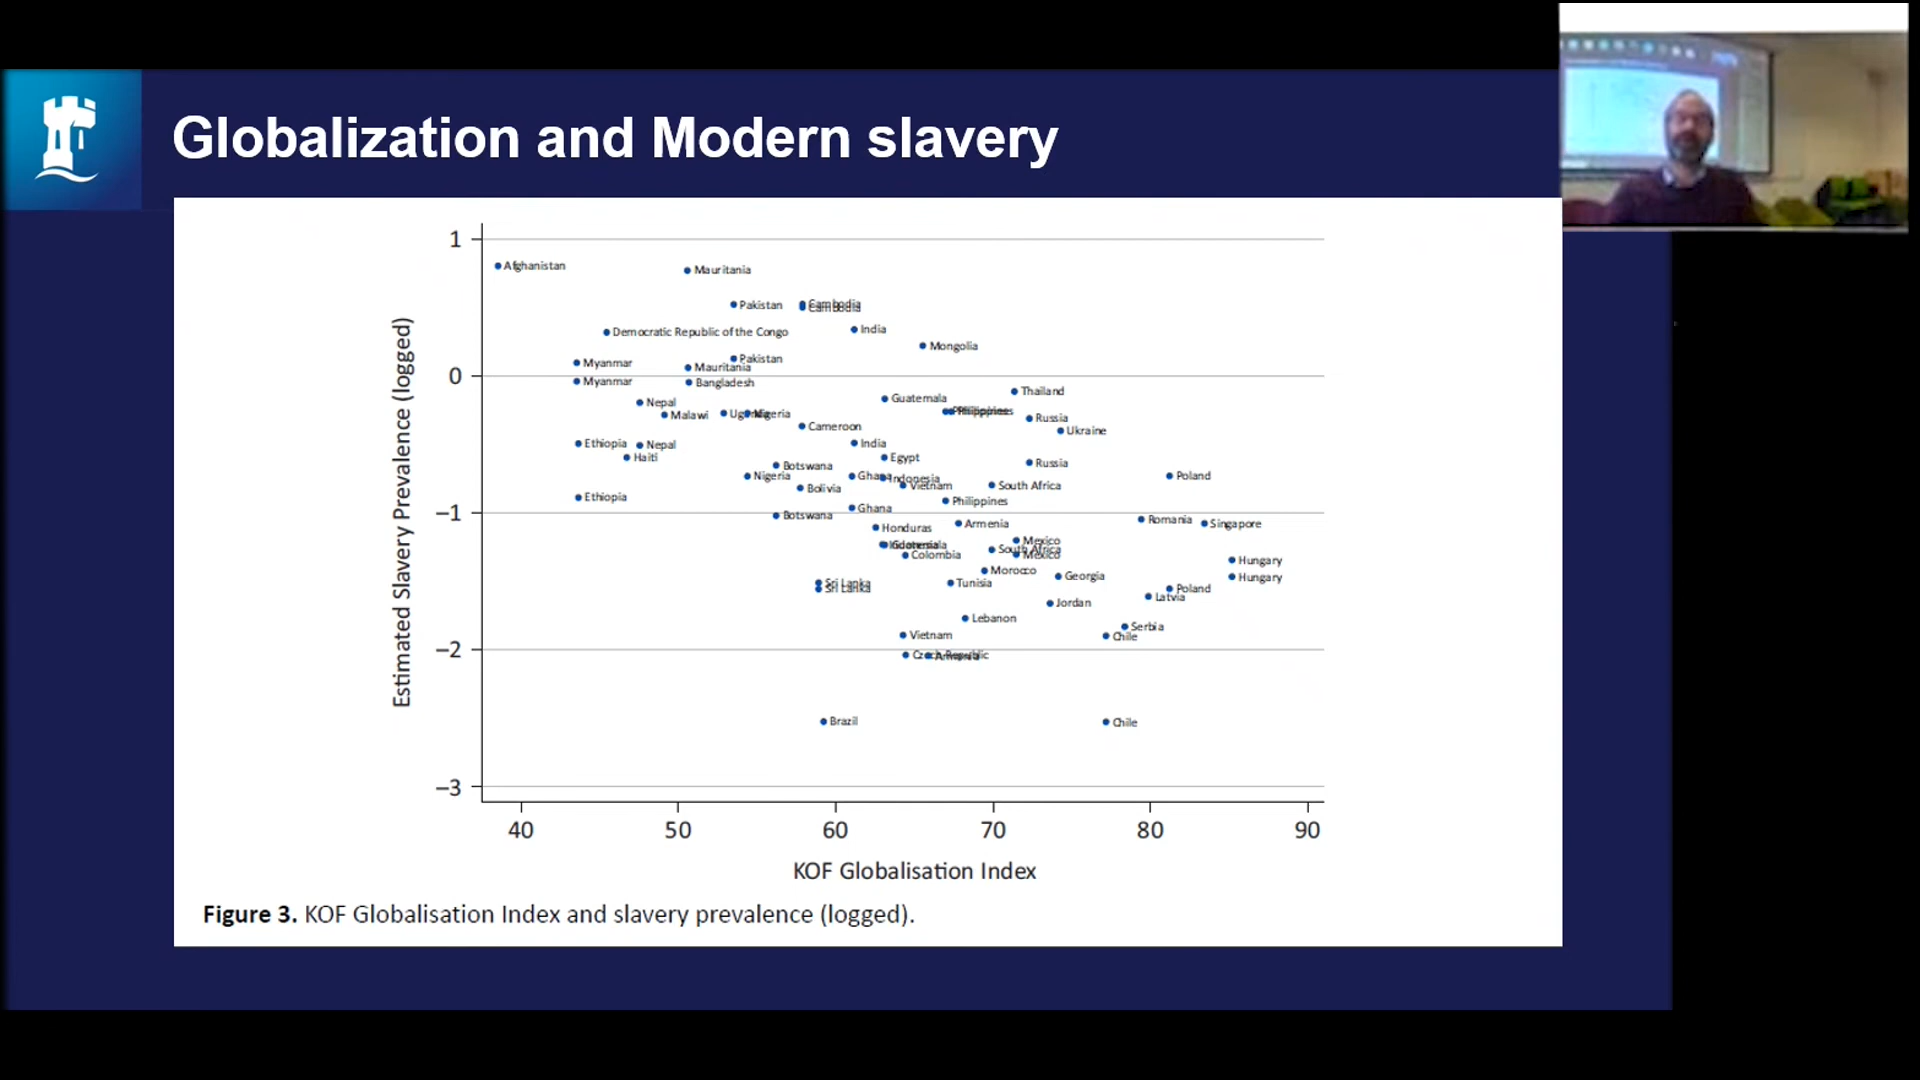 Globalization and Modern slavery
1
Afghanistan
Mauritania
Pakistan
Cambodia
Cambodia
India
Democratic Republic of the Congo
Mongolia
Myanmar
Pakistan
Mauritania
0
Myanmar
Bangladesh
Thailand
Nepal
Guatemala
Malawi
Uganda
Nigeria
Philippines
Russia
Cameroon
Ukraine
Ethiopia
Nepal
India
Haiti
Egypt
Botswana
Russia
Nigeria
Ghana
Indonesia
Poland
Bolivia
Vietnam
South Africa
Ethiopia
Philippines
Ghana
−1
Botswana
Armenia
Romania
Singapore
Honduras
Mexico
Indonesia
Guatemala
South Africa
Colombia
Mexico
Hungary
Morocco
Georgia
Hungary
Sri Lanka
Sri Lanka
Tunisia
Poland
Latvia
Jordan
Lebanon
Serbia
Vietnam
Chile
−2
Czech Republic
Brazil
Chile
−3
40 50 60 70 80 90
Estimated Slavery Prevalence (logged)
KOF Globalisation Index
Figure 3. KOF Globalisation Index and slavery prevalence (logged).